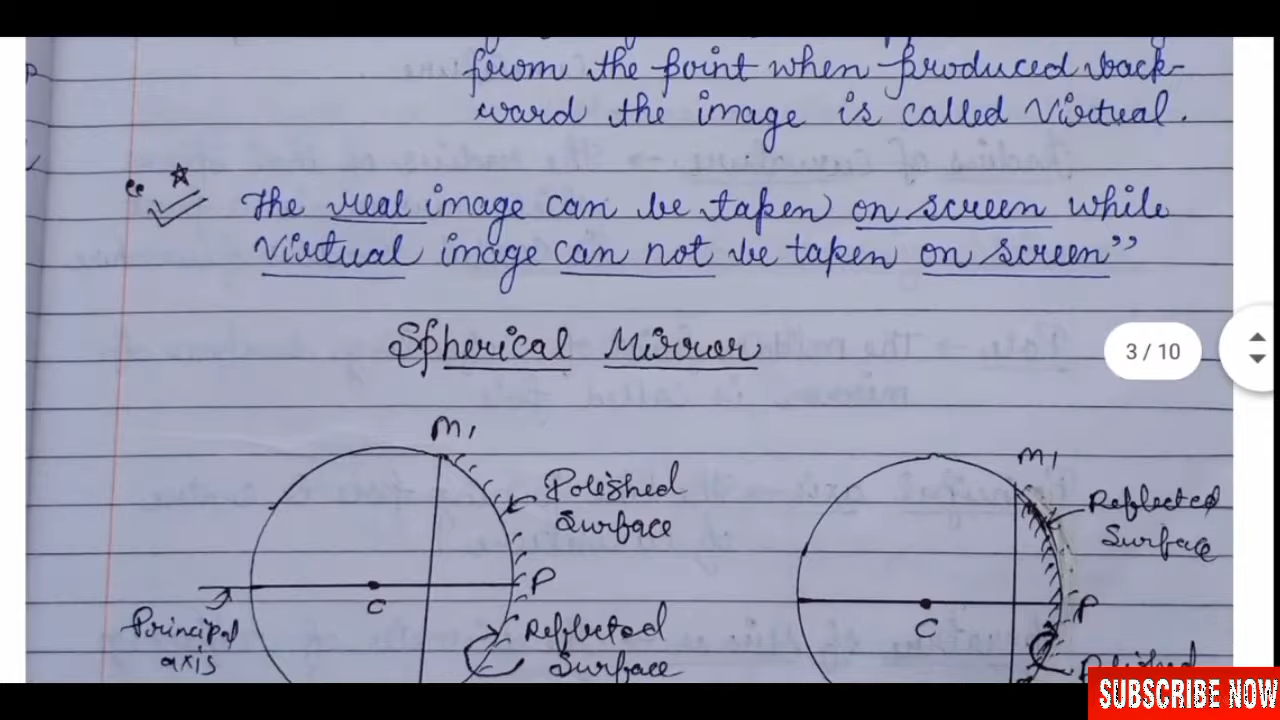 from the point when produced back-
ward the image is called Virtual.
"The real image can be taken on screen while
Virtual image can not be taken on screen"
Spherical Mirror
3 / 10
M1
Polished
Surface
P
C
Principal
axis
Reflected
Surface
M1
Reflected
Surface
P
C
Polished
SUBSCRIBE NOW